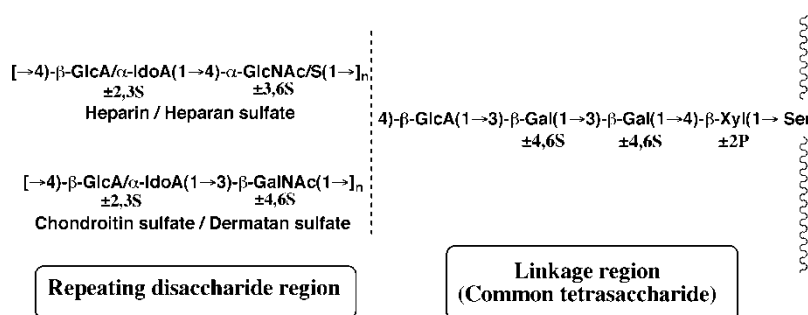 [→4)-β-GlcA/α-IdoA(1→4)-α-GlcNAc/S(1→]n
±2,3S ±3,6S
Heparin / Heparan sulfate
4)-β-GlcA(1→3)-β-Gal(1→3)-β-Gal(1→4)-β-Xyl(1→ Ser
±4,6S ±4,6S ±2P
[→4)-β-GlcA/α-IdoA(1→3)-β-GalNAc(1→]n
±2,3S ±4,6S
Chondroitin sulfate / Dermatan sulfate
Repeating disaccharide region
Linkage region
(Common tetrasaccharide)